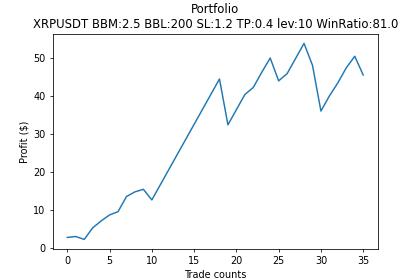 Portfolio
XRPUSDT BBM:2.5 BBL:200 SL:1.2 TP:0.4 lev:10 WinRatio:81.0
50
40
30
20
10
0
Profit ($)
0 5 10 15 20 25 30 35
Trade counts